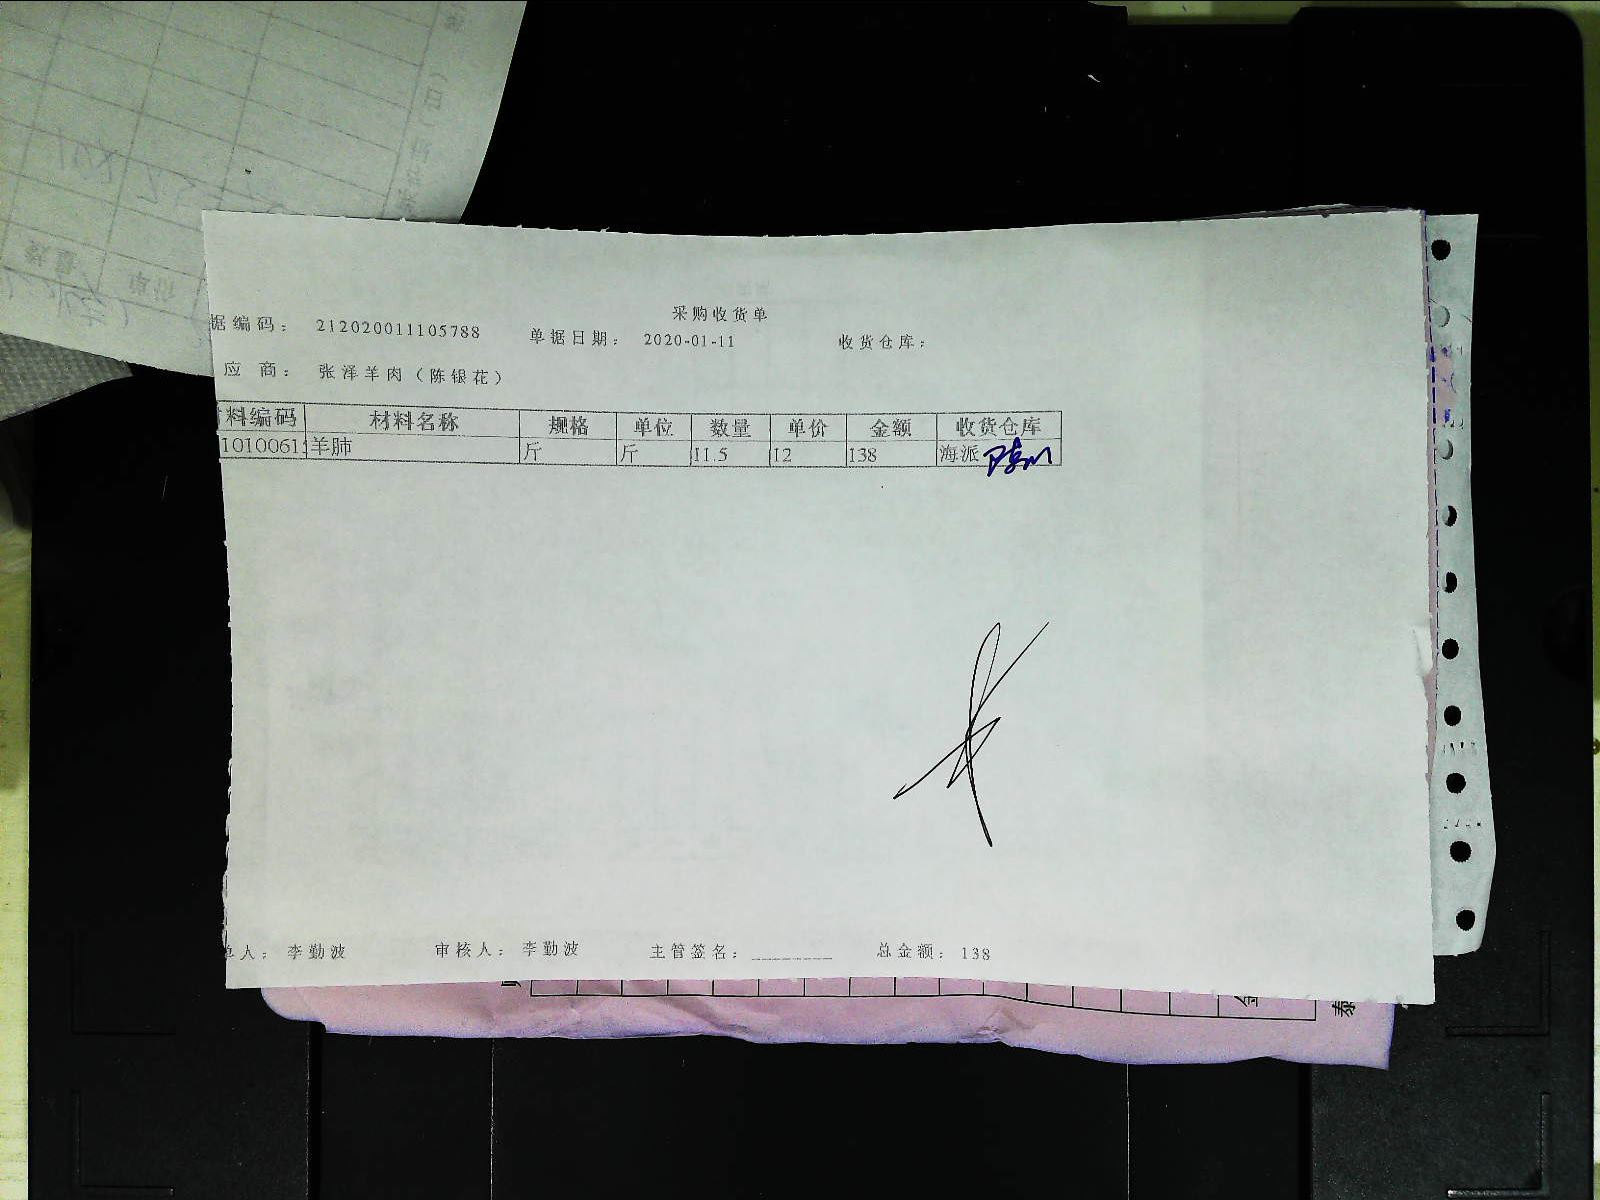 采购收货单
据编码： 212020011105788 单据日期： 2020-01-11 收货仓库：
应 商： 张泽羊肉（陈银花）
料编码 材料名称 规格 单位 数量 单价 金额 收货仓库
1010061 羊肺 斤 斤 11.5 12 138 海派
单人： 李勤波 审核人： 李勤波 主管签名： ________ 总金额： 138